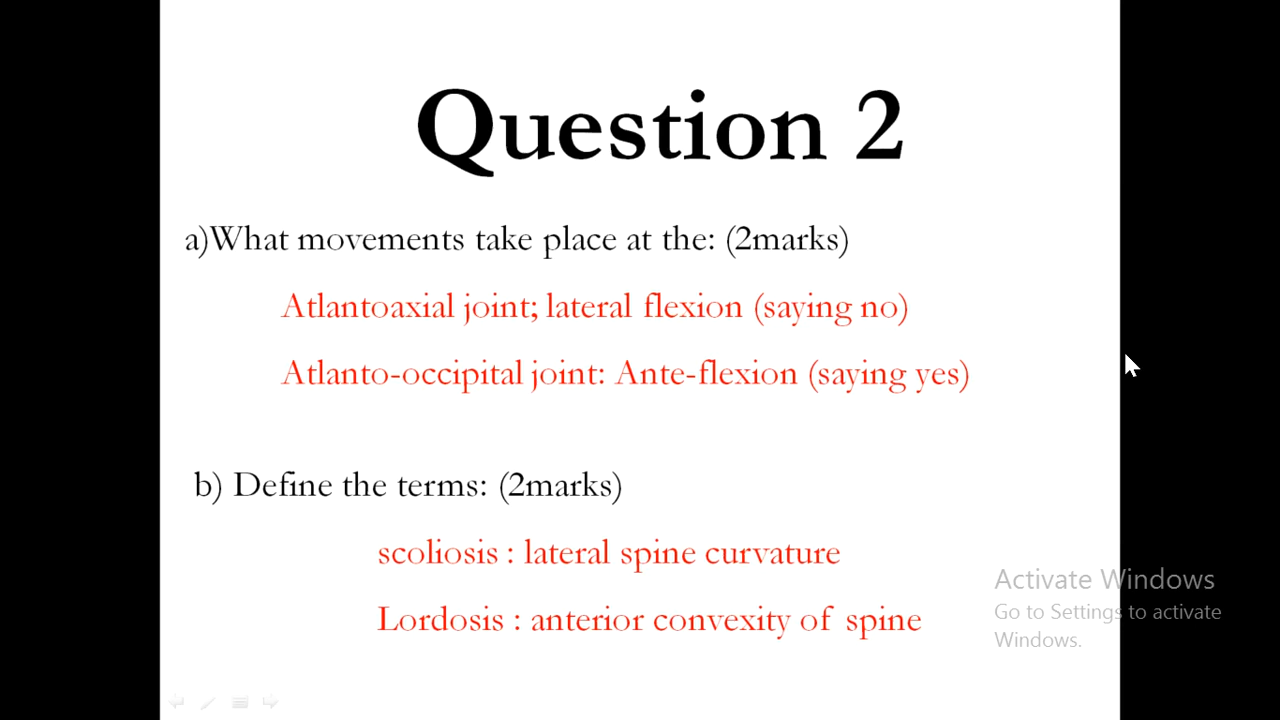 Question 2
a)What movements take place at the: (2marks)
Atlantoaxial joint; lateral flexion (saying no)
Atlanto-occipital joint: Ante-flexion (saying yes)
b) Define the terms: (2marks)
scoliosis : lateral spine curvature
Lordosis : anterior convexity of spine
Activate Windows
Go to Settings to activate
Windows.